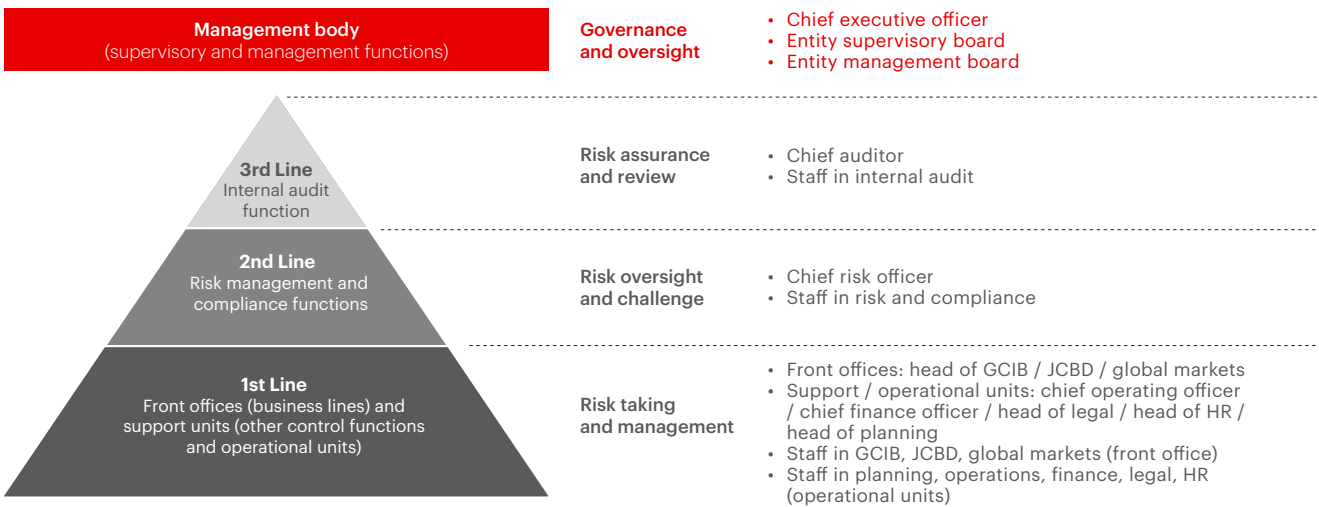 Management body
(supervisory and management functions)
Governance
and oversight
• Chief executive officer
• Entity supervisory board
• Entity management board
3rd Line
Internal audit
function
Risk assurance
and review
• Chief auditor
• Staff in internal audit
2nd Line
Risk management and
compliance functions
Risk oversight
and challenge
• Chief risk officer
• Staff in risk and compliance
1st Line
Front offices (business lines) and
support units (other control functions
and operational units)
Risk taking
and management
• Front offices: head of GCIB / JCBD / global markets
• Support / operational units: chief operating officer
/ chief finance officer / head of legal / head of HR /
head of planning
• Staff in GCIB, JCBD, global markets (front office)
• Staff in planning, operations, finance, legal, HR
(operational units)